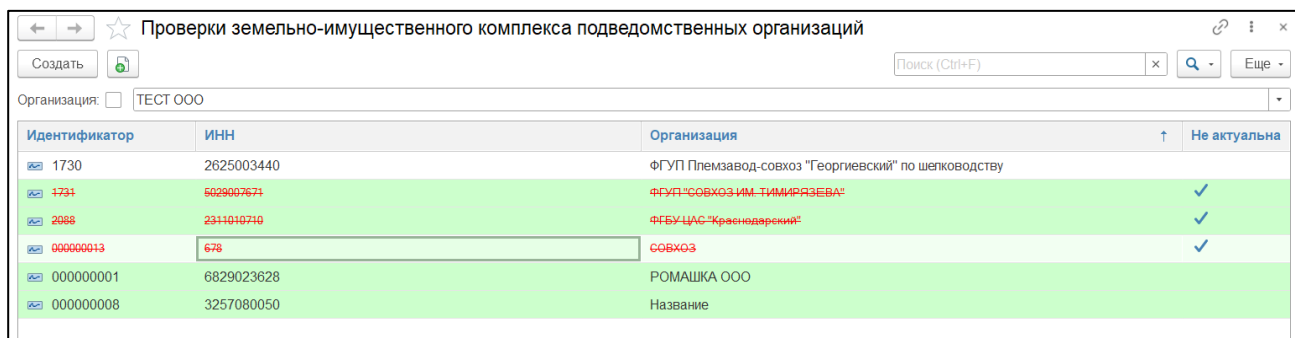 Проверки земельно-имущественного комплекса подведомственных организаций
Создать Поиск (Ctrl+F) Еще
Организация: ТЕСТ ООО
Идентификатор ИНН Организация ↑ Не актуальна
1730 2625003440 ФГУП Племзавод-совхоз "Георгиевский" по шелководству
1731 5029007671 ФГУП "СОВХОЗ ИМ. ТИМИРЯЗЕВА"
2088 2311010710 ФГБУ ЦАС "Краснодарский"
000000013 678 СОВХОЗ
000000001 6829023628 РОМАШКА ООО
000000008 3257080050 Название